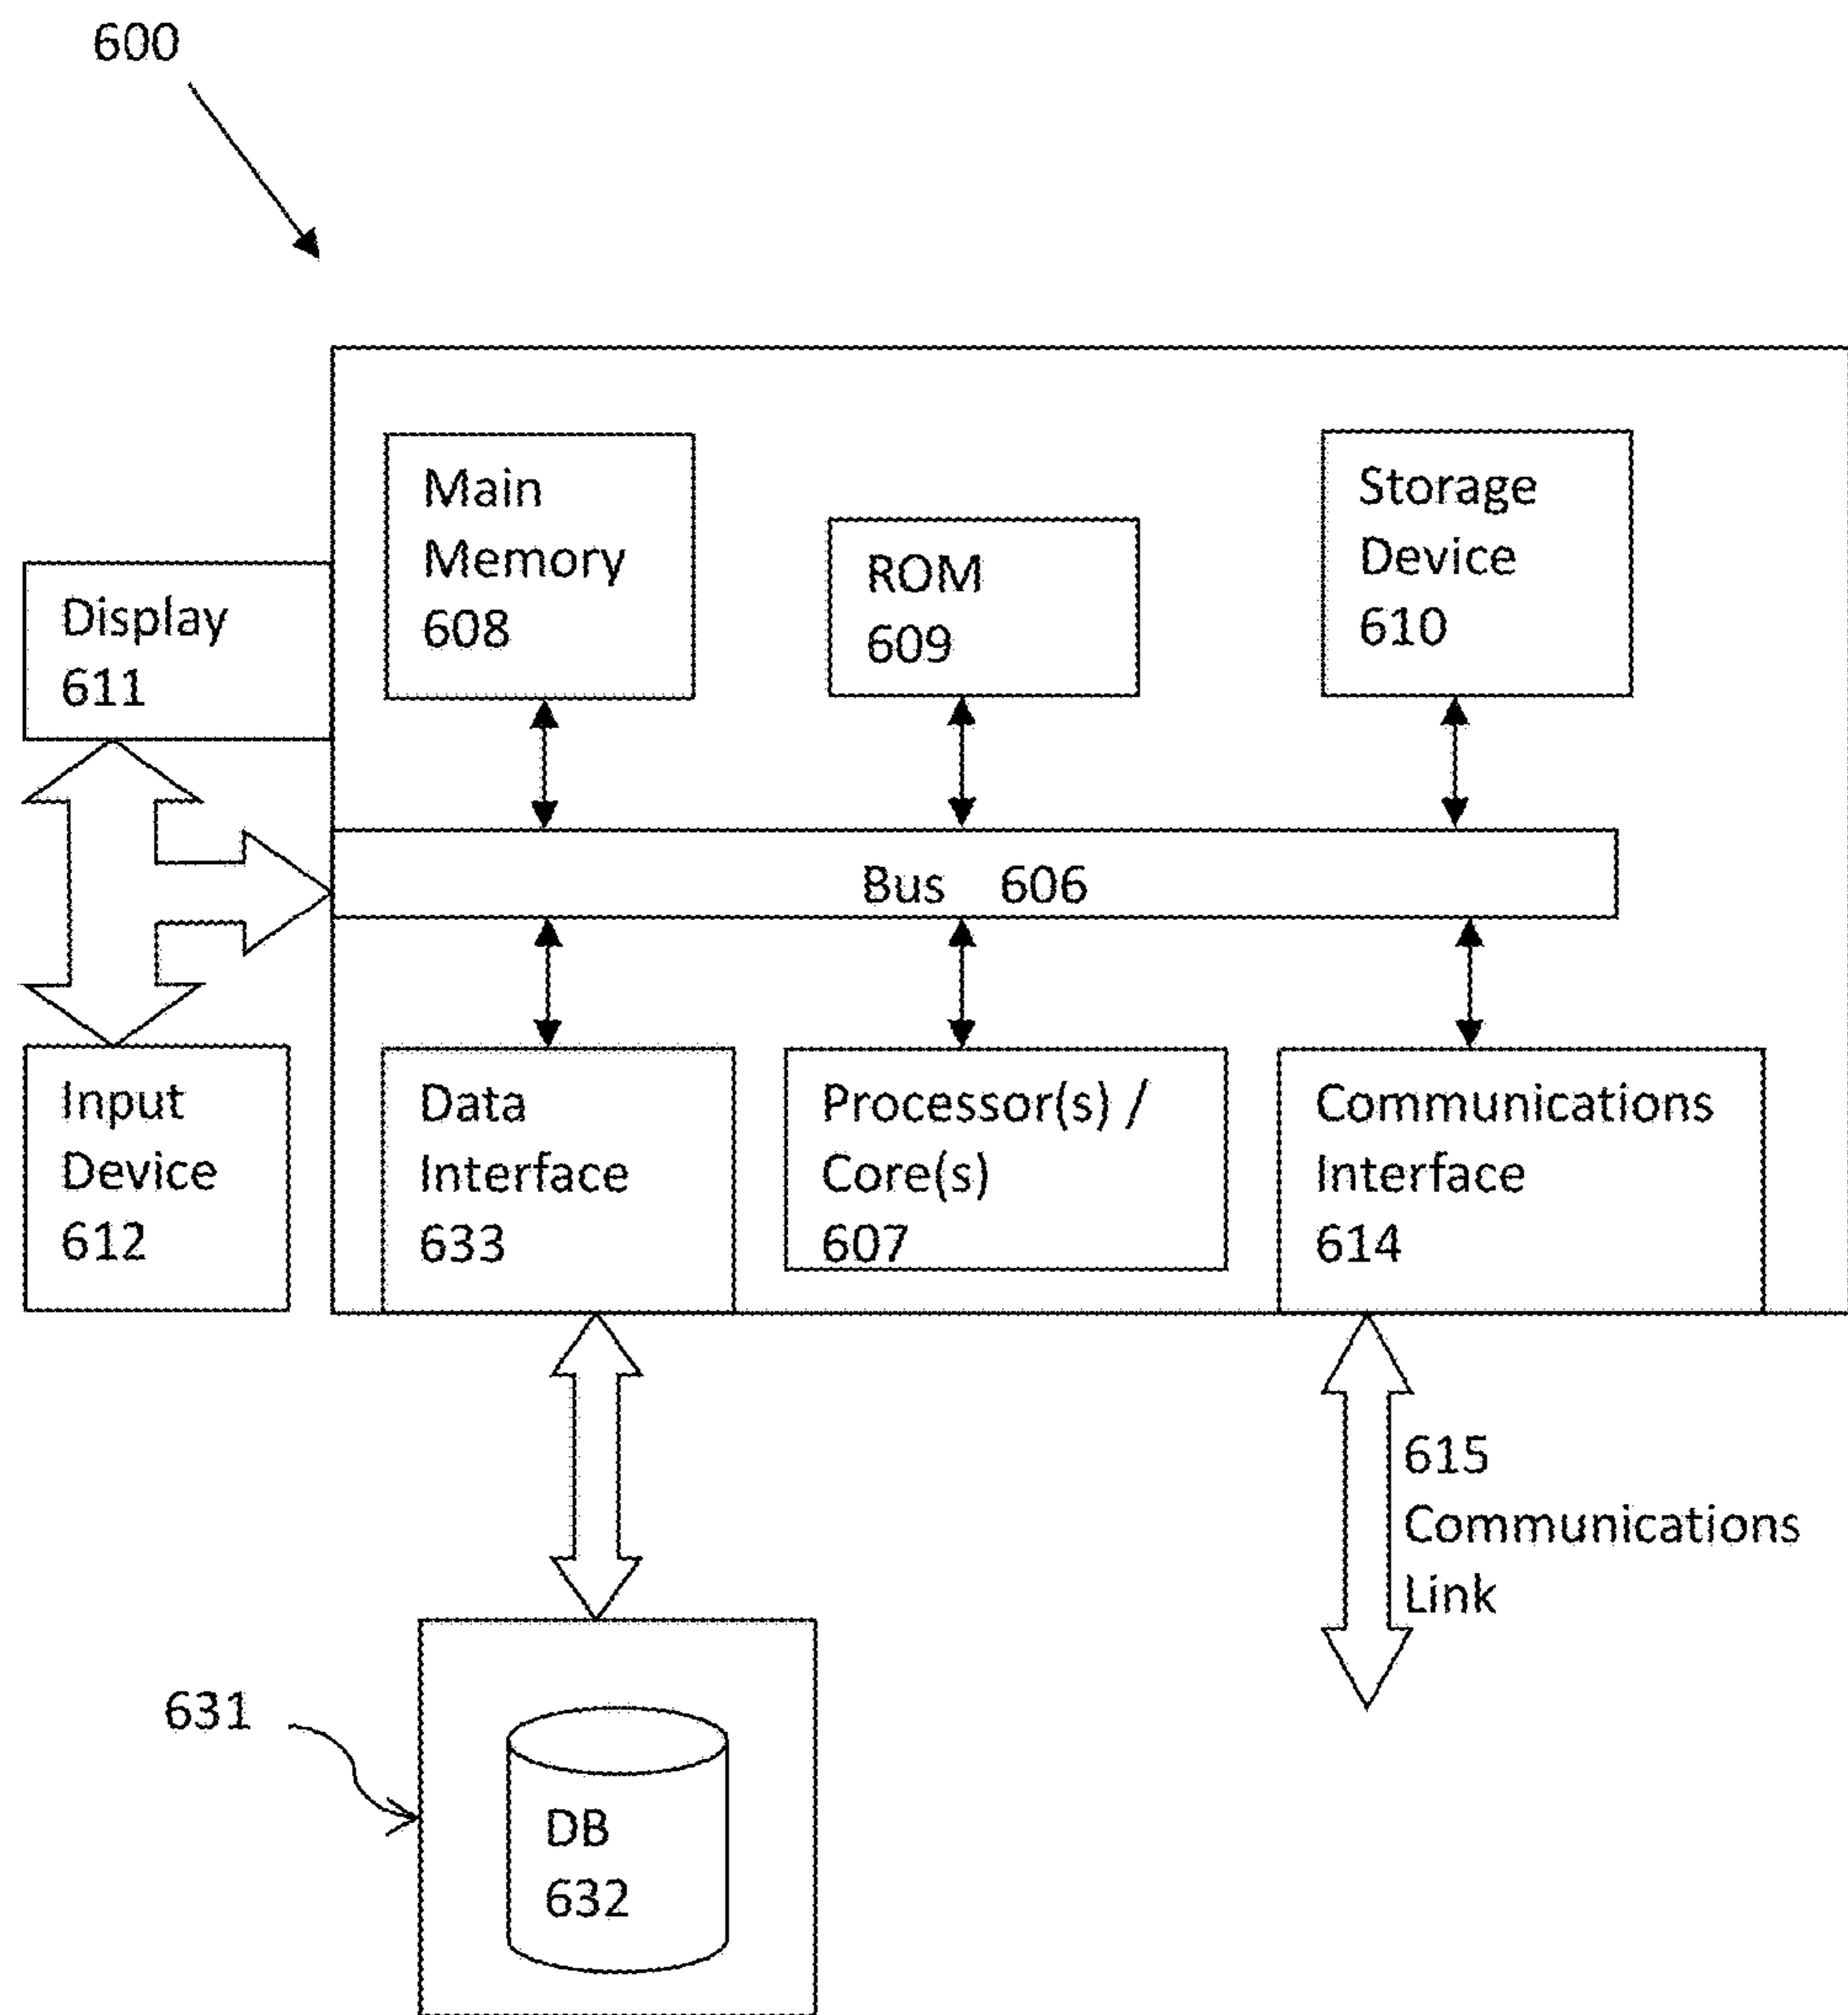 600
Main
Memory
608
ROM
609
Storage
Device
610
Display
611
Bus 606
Input
Device
612
Data
Interface
633
Processor(s) /
Core(s)
607
Communications
Interface
614
615
Communications
Link
631
DB
632